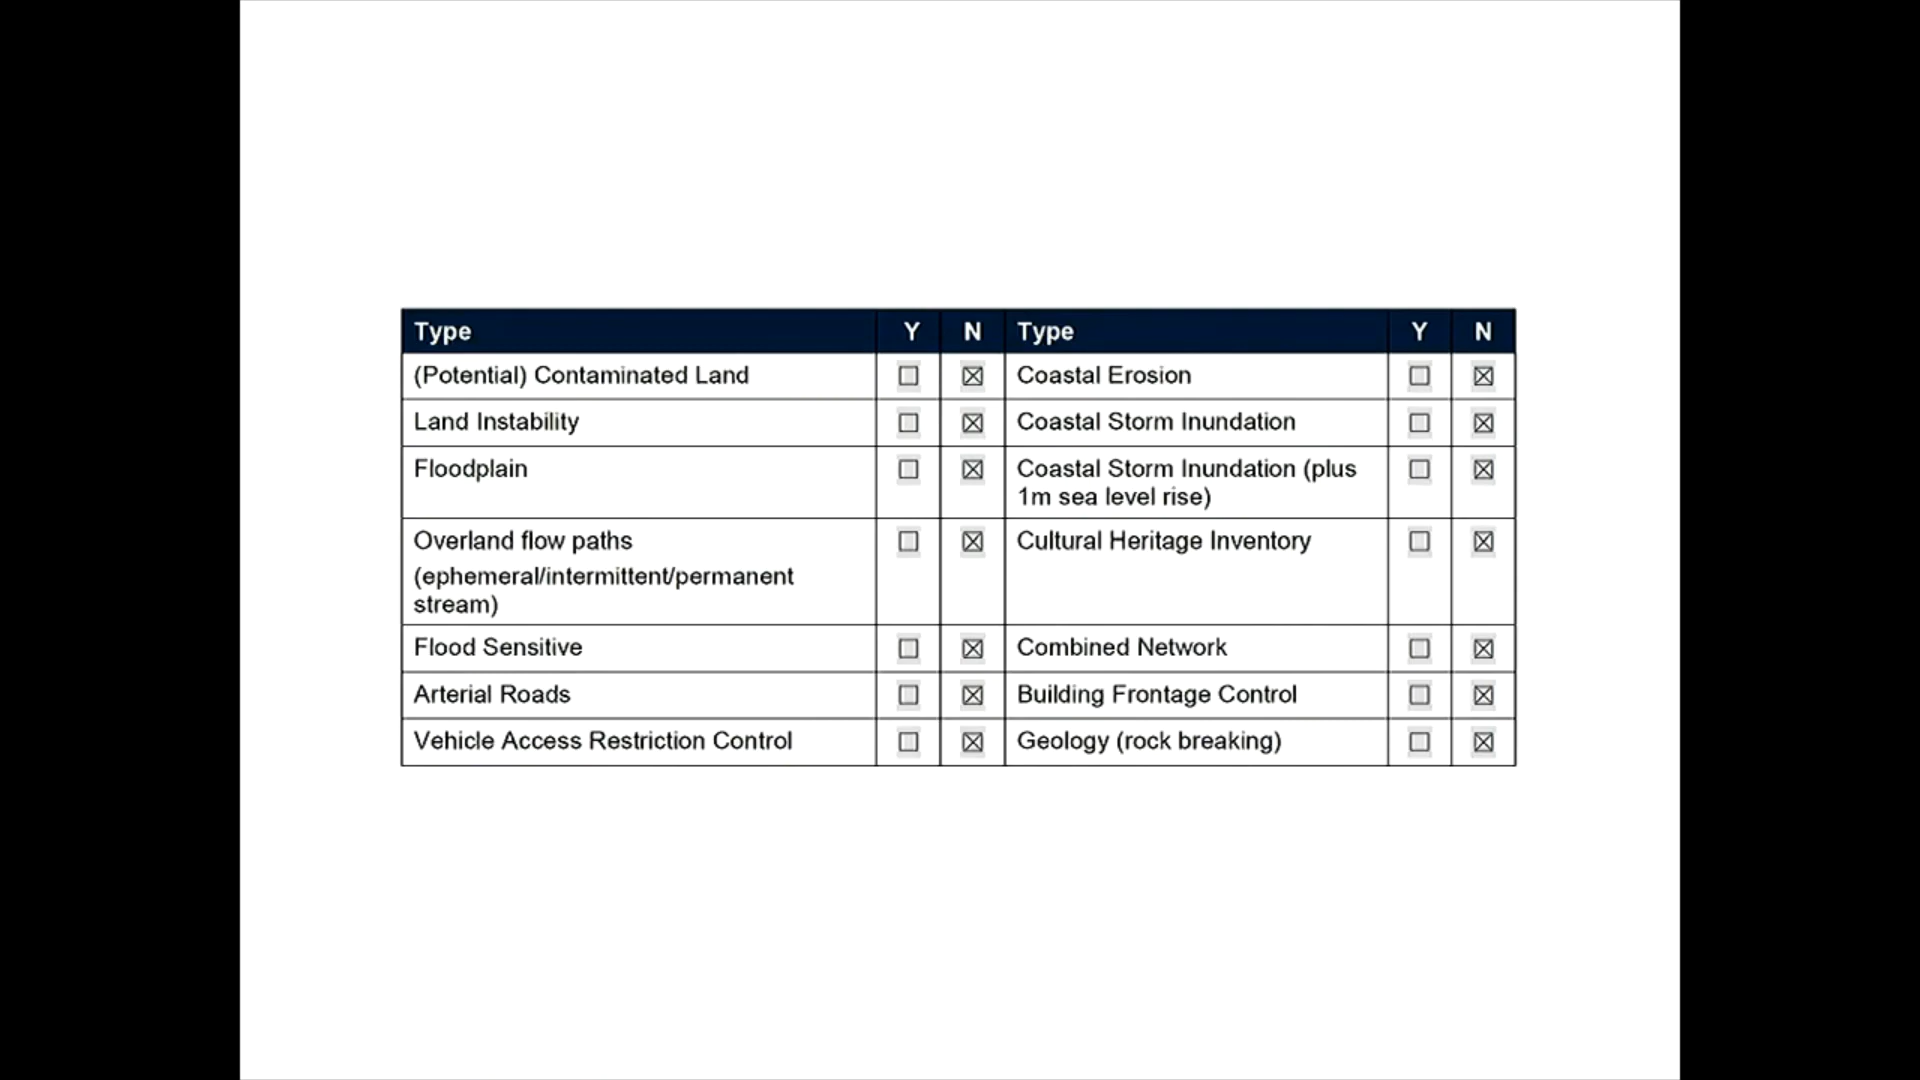 Type Y N Type Y N
(Potential) Contaminated Land ☐ ☒ Coastal Erosion ☐ ☒
Land Instability ☐ ☒ Coastal Storm Inundation ☐ ☒
Floodplain ☐ ☒ Coastal Storm Inundation (plus ☐ ☒
1m sea level rise)
Overland flow paths ☐ ☒ Cultural Heritage Inventory ☐ ☒
(ephemeral/intermittent/permanent
stream)
Flood Sensitive ☐ ☒ Combined Network ☐ ☒
Arterial Roads ☐ ☒ Building Frontage Control ☐ ☒
Vehicle Access Restriction Control ☐ ☒ Geology (rock breaking) ☐ ☒